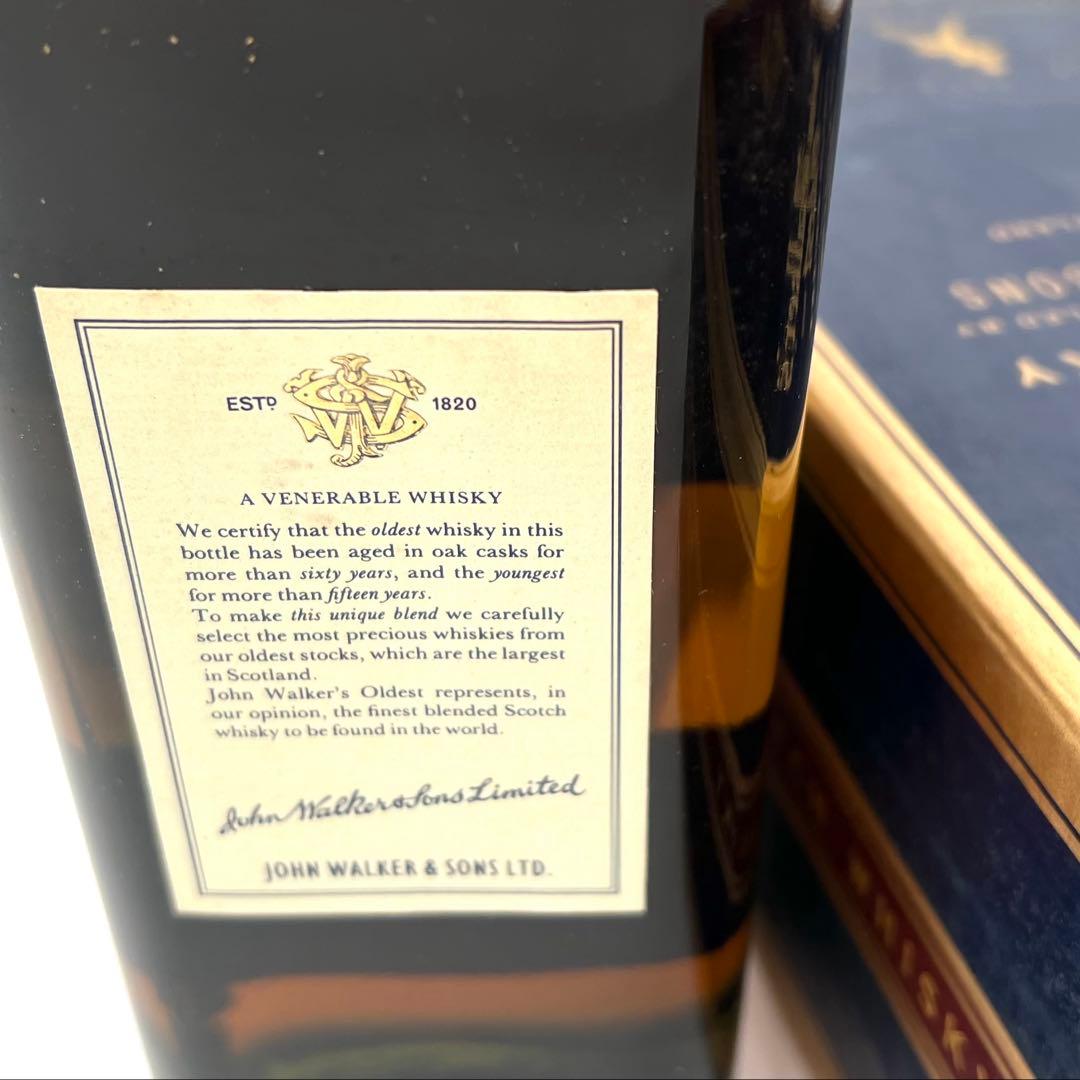 ESTD 1820
A VENERABLE WHISKY
We certify that the oldest whisky in this
bottle has been aged in oak casks for
more than sixty years, and the youngest
for more than fifteen years.
To make this unique blend we carefully
select the most precious whiskies from
our oldest stocks, which are the largest
in Scotland.
John Walker's Oldest represents, in
our opinion, the finest blended Scotch
whisky to be found in the world.
John Walker & Sons Limited
JOHN WALKER & SONS LTD.
WHISKY